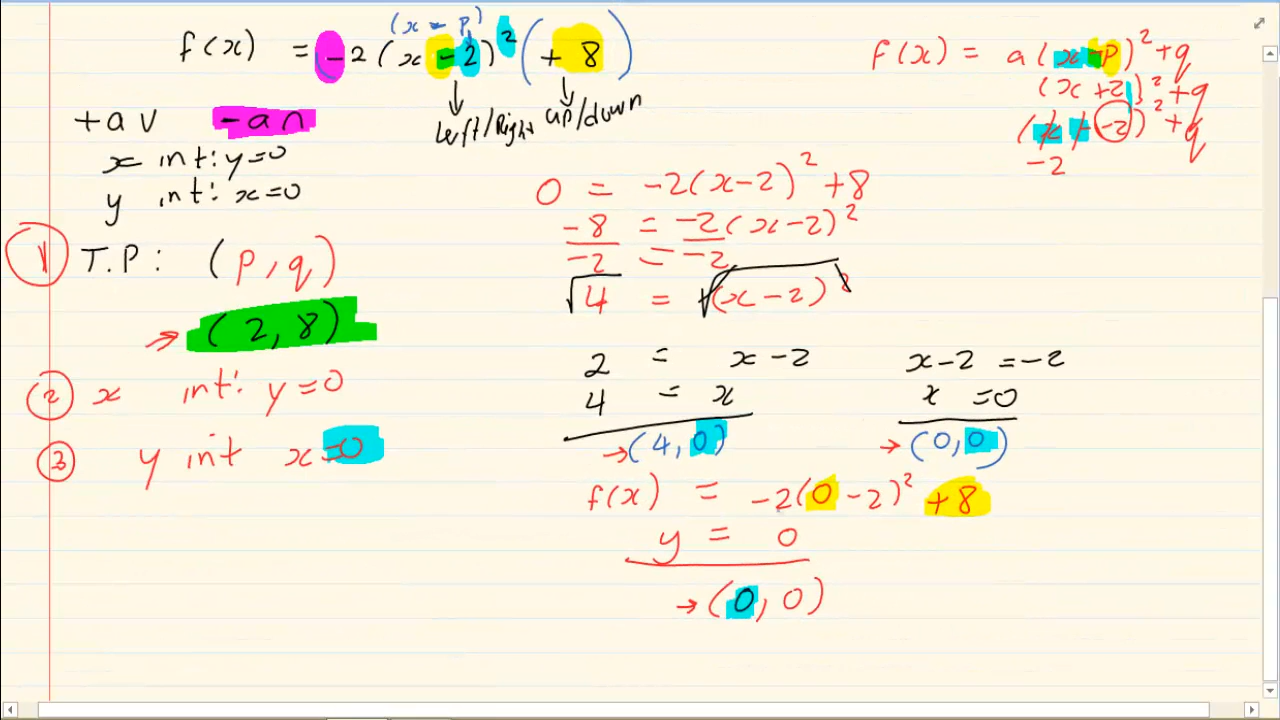 (x - p)
f(x) = -2(x - 2)² (+ 8)
Left/Right up/down
+a ∨ -a ∩
x int: y=0
y int: x=0
① T.P: (p, q)
→ (2, 8)
② x int: y=0
③ y int x=0
f(x) = a(x - p)² + q
(x + 2)² + q
(x - -2)² + q
-2
0 = -2(x-2)² +8
-8 = -2(x-2)²
-2 = -2
√4 = √(x-2)²
2 = x - 2
4 = x
→(4, 0)
x-2 = -2
x = 0
→(0, 0)
f(x) = -2(0 - 2)² + 8
y = 0
→(0, 0)